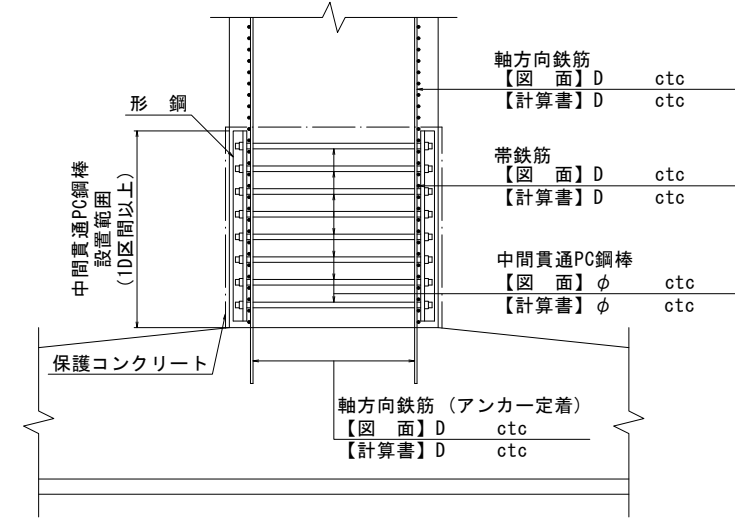 軸方向鉄筋
【図　面】D　　ctc
【計算書】D　　ctc
形　鋼
帯鉄筋
【図　面】D　　ctc
【計算書】D　　ctc
中間貫通PC鋼棒
設置範囲
(1D区間以上)
中間貫通PC鋼棒
【図　面】φ　　ctc
【計算書】φ　　ctc
保護コンクリート
軸方向鉄筋（アンカー定着）
【図　面】D　　ctc
【計算書】D　　ctc